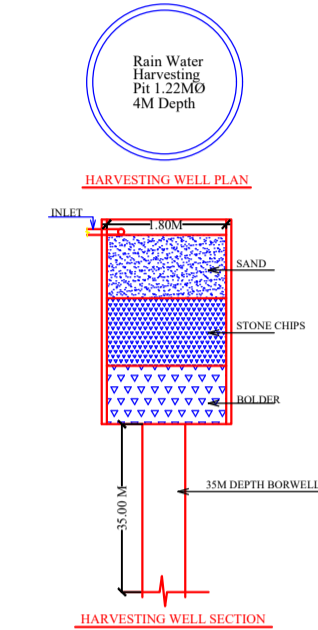 Rain Water
Harvesting
Pit 1.22MØ
4M Depth
HARVESTING WELL PLAN
INLET
1.80M
SAND
STONE CHIPS
BOLDER
35.00 M
35M DEPTH BORWELL
HARVESTING WELL SECTION